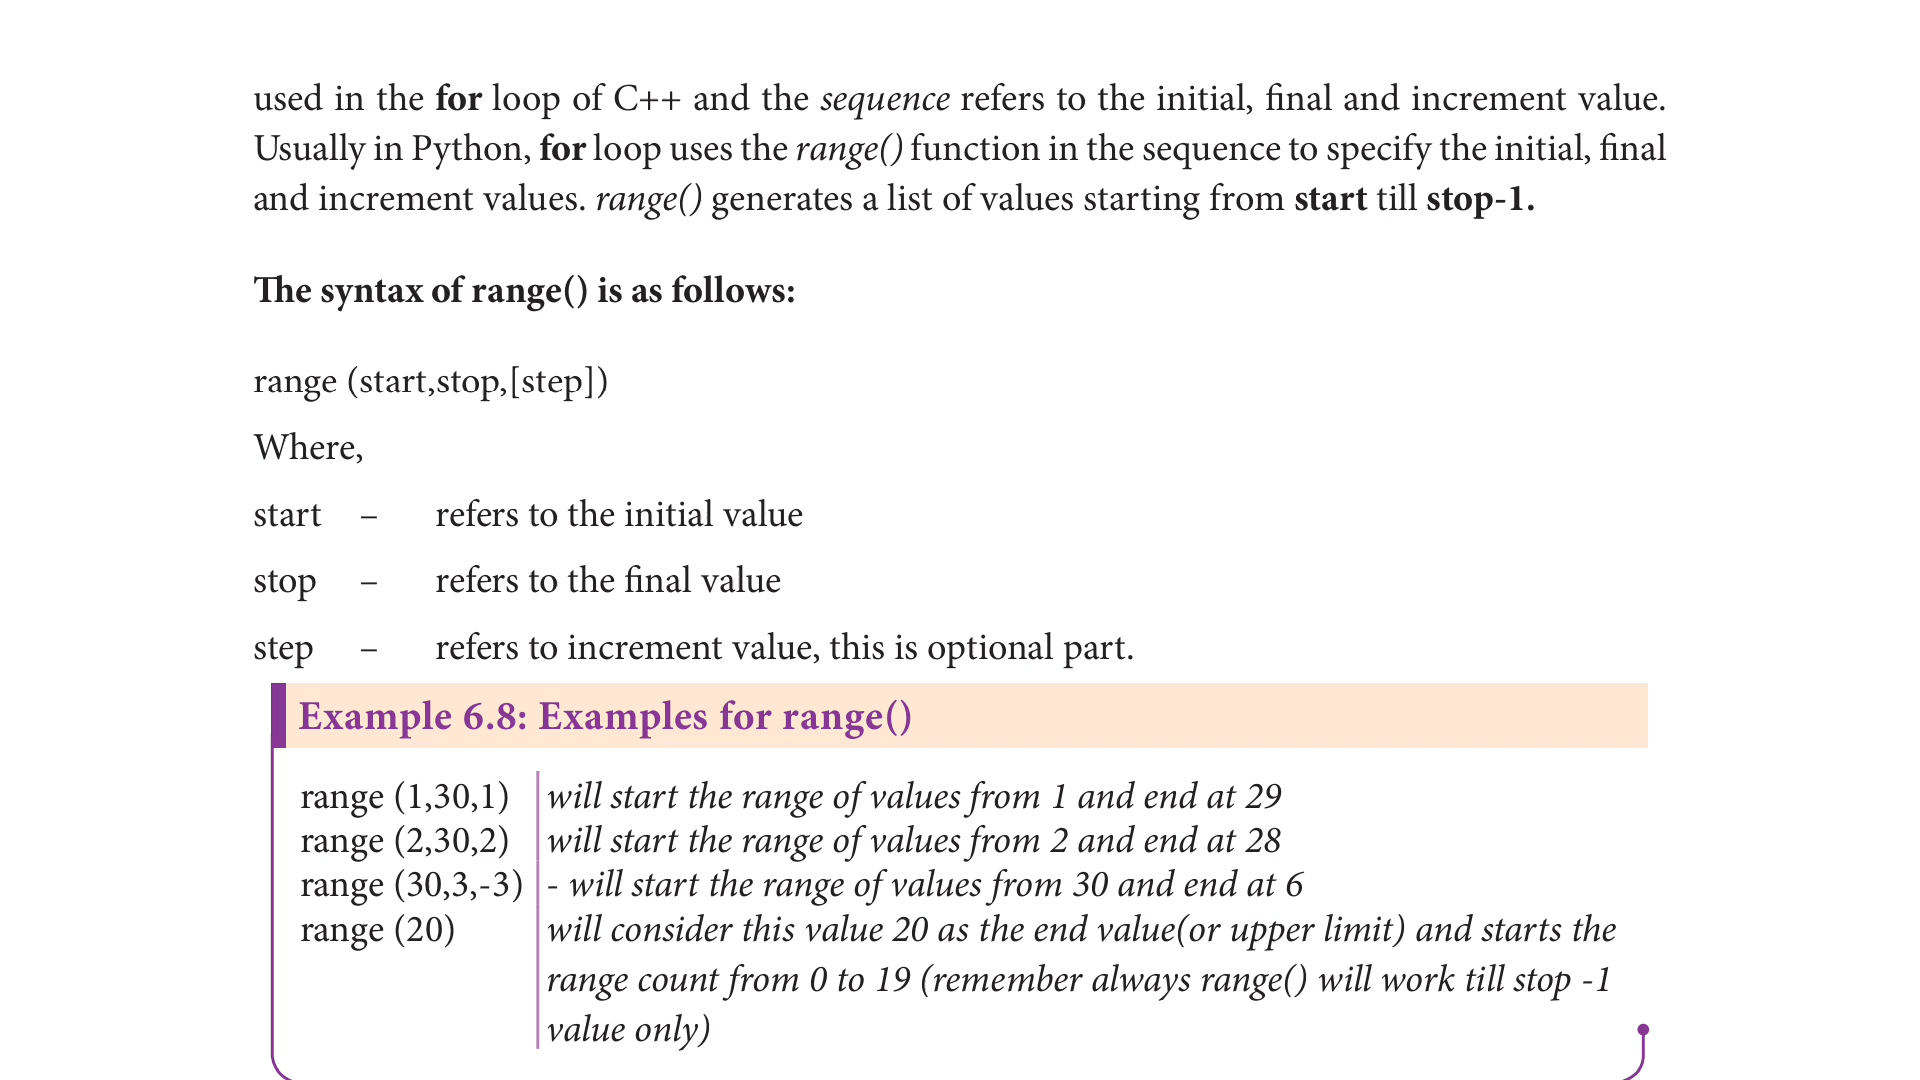 used in the for loop of C++ and the sequence refers to the initial, final and increment value.
Usually in Python, for loop uses the range() function in the sequence to specify the initial, final
and increment values. range() generates a list of values starting from start till stop-1.
The syntax of range() is as follows:
range (start,stop,[step])
Where,
start – refers to the initial value
stop – refers to the final value
step – refers to increment value, this is optional part.
Example 6.8: Examples for range()
range (1,30,1) will start the range of values from 1 and end at 29
range (2,30,2) will start the range of values from 2 and end at 28
range (30,3,-3) - will start the range of values from 30 and end at 6
range (20) will consider this value 20 as the end value(or upper limit) and starts the
range count from 0 to 19 (remember always range() will work till stop -1
value only)